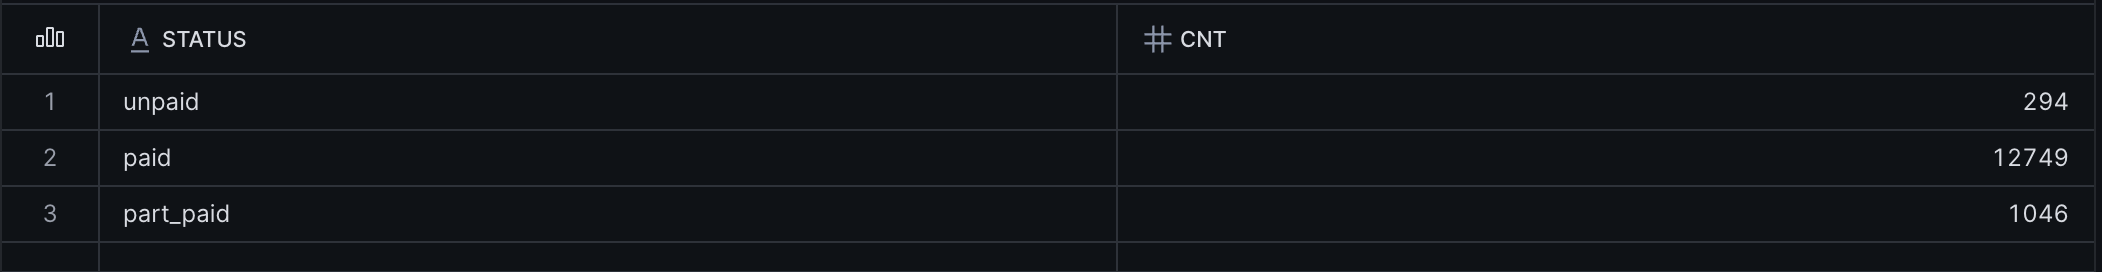 STATUS CNT
1 unpaid 294
2 paid 12749
3 part_paid 1046